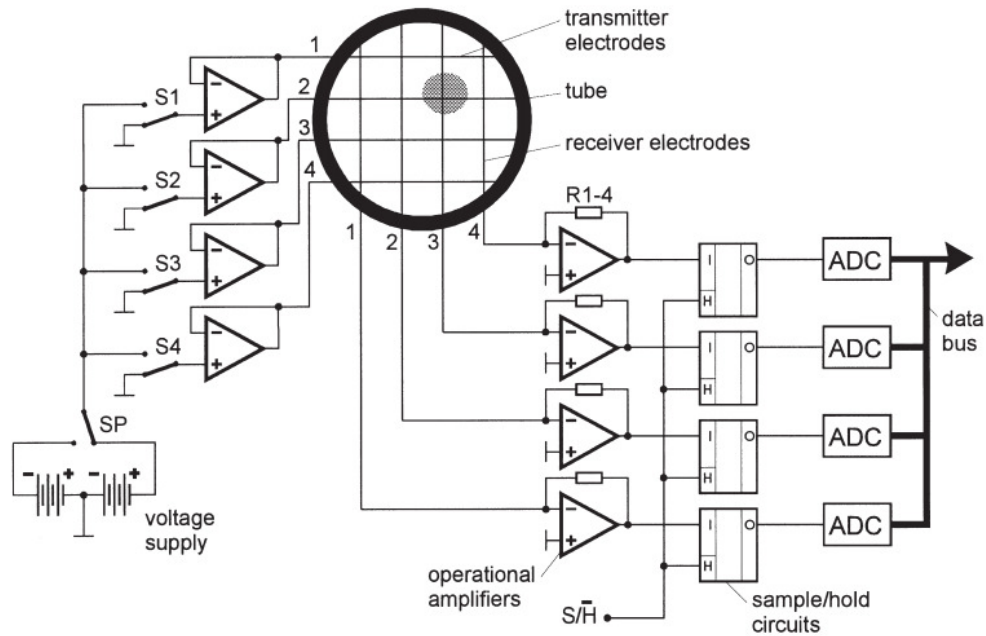 transmitter
electrodes
tube
receiver electrodes
1
2
3
4
1
2
3
4
S1
- +
S2
- +
S3
- +
S4
- +
SP
- + - +
voltage
supply
R1-4
- +
- +
- +
- +
I O
H
I O
H
I O
H
I O
H
ADC
ADC
ADC
ADC
data
bus
operational
amplifiers
S/H̅
sample/hold
circuits